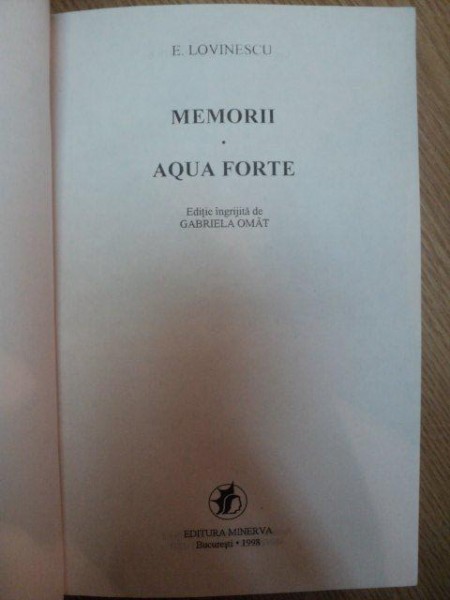 E. LOVINESCU
MEMORII
•
AQUA FORTE
Ediție îngrijită de
GABRIELA OMĂT
EDITURA MINERVA
București • 1998